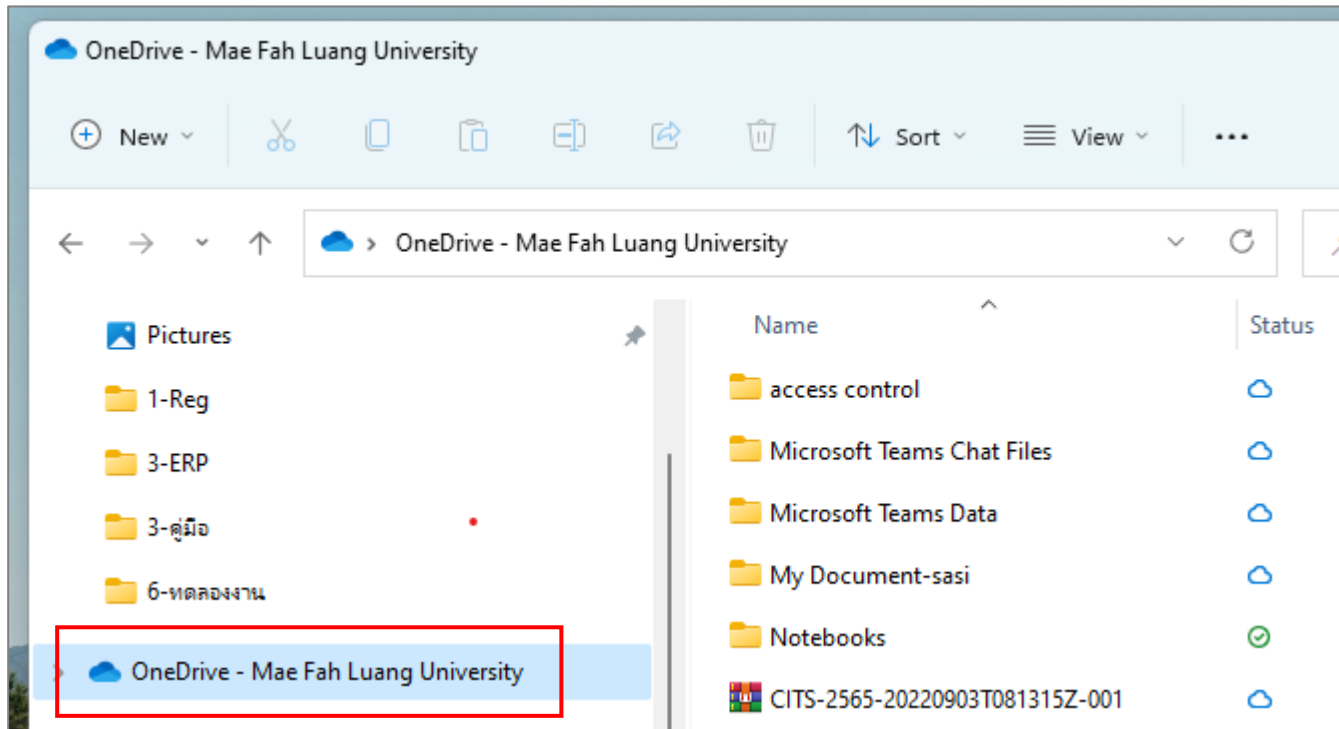 OneDrive - Mae Fah Luang University
New
Sort
View
OneDrive - Mae Fah Luang University
Pictures
1-Reg
3-ERP
3-คู่มือ
6-ทดลองงาน
OneDrive - Mae Fah Luang University
Name
Status
access control
Microsoft Teams Chat Files
Microsoft Teams Data
My Document-sasi
Notebooks
CITS-2565-20220903T081315Z-001